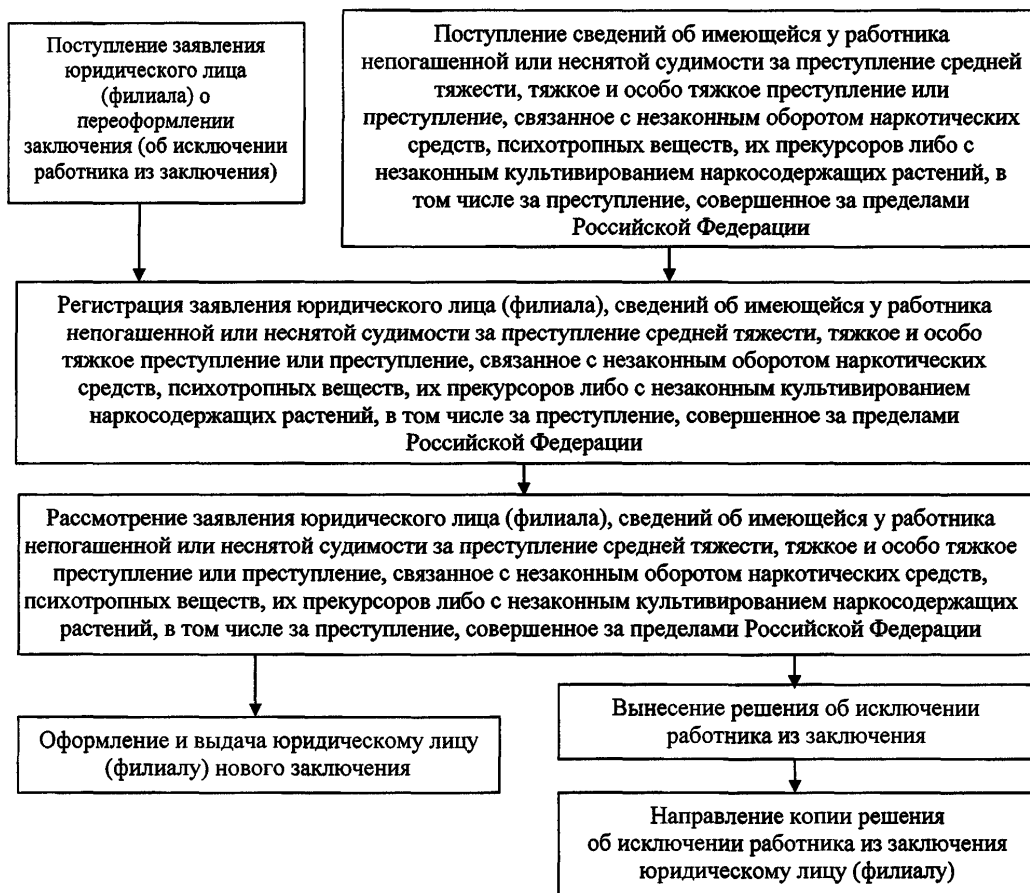 Поступление заявления
юридического лица
(филиала) о
переоформлении
заключения (об исключении
работника из заключения)
Поступление сведений об имеющейся у работника
непогашенной или неснятой судимости за преступление средней
тяжести, тяжкое и особо тяжкое преступление или
преступление, связанное с незаконным оборотом наркотических
средств, психотропных веществ, их прекурсоров либо с
незаконным культивированием наркосодержащих растений, в
том числе за преступление, совершенное за пределами
Российской Федерации
Регистрация заявления юридического лица (филиала), сведений об имеющейся у работника
непогашенной или неснятой судимости за преступление средней тяжести, тяжкое и особо
тяжкое преступление или преступление, связанное с незаконным оборотом наркотических
средств, психотропных веществ, их прекурсоров либо с незаконным культивированием
наркосодержащих растений, в том числе за преступление, совершенное за пределами
Российской Федерации
Рассмотрение заявления юридического лица (филиала), сведений об имеющейся у работника
непогашенной или неснятой судимости за преступление средней тяжести, тяжкое и особо тяжкое
преступление или преступление, связанное с незаконным оборотом наркотических средств,
психотропных веществ, их прекурсоров либо с незаконным культивированием наркосодержащих
растений, в том числе за преступление, совершенное за пределами Российской Федерации
Оформление и выдача юридическому лицу
(филиалу) нового заключения
Вынесение решения об исключении
работника из заключения
Направление копии решения
об исключении работника из заключения
юридическому лицу (филиалу)